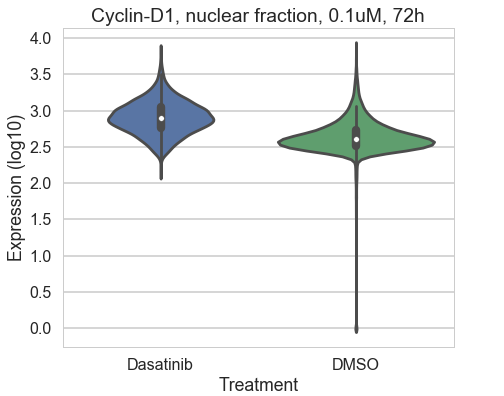 Cyclin-D1, nuclear fraction, 0.1uM, 72h
Expression (log10)
4.0
3.5
3.0
2.5
2.0
1.5
1.0
0.5
0.0
Dasatinib
DMSO
Treatment